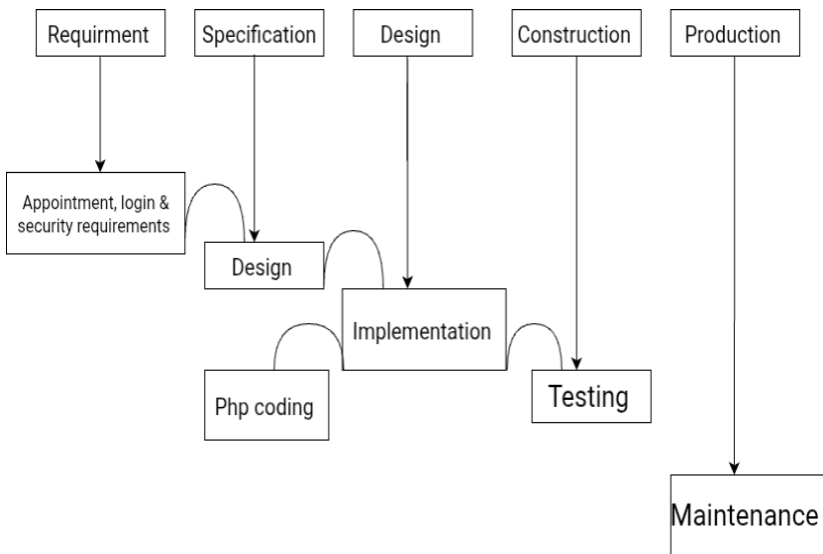 Requirment
Specification
Design
Construction
Production
Appointment, login &
security requirements
Design
Implementation
Php coding
Testing
Maintenance